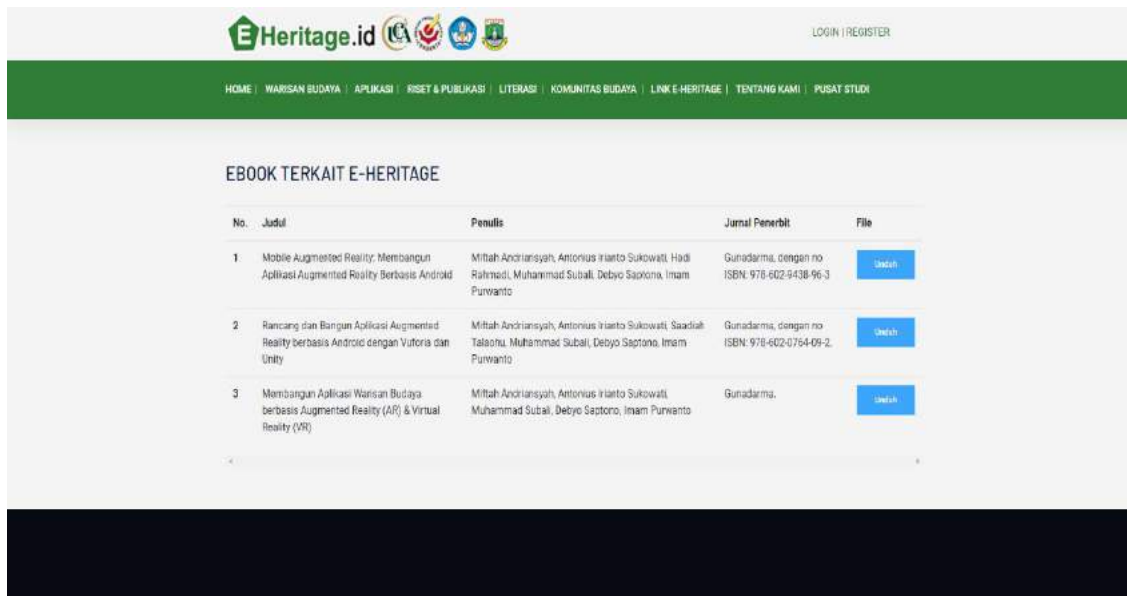 EHeritage.id
LOGIN | REGISTER
HOME | WARISAN BUDAYA | APLIKASI | RISET & PUBLIKASI | LITERASI | KOMUNITAS BUDAYA | LINK E-HERITAGE | TENTANG KAMI | PUSAT STUDI
EBOOK TERKAIT E-HERITAGE
No. Judul Penulis Jurnal Penerbit File
1 Mobile Augmented Reality: Membangun Miftah Andriansyah, Antonius Irianto Sukowati, Hadi Gunadarma, dengan no Unduh
Aplikasi Augmented Reality Berbasis Android Rahmadi, Muhammad Subali, Debyo Saptono, Imam ISBN: 978-602-9438-96-3
Purwanto
2 Rancang dan Bangun Aplikasi Augmented Miftah Andriansyah, Antonius Irianto Sukowati, Saadiah Gunadarma, dengan no Unduh
Reality berbasis Android dengan Vuforia dan Talaohu, Muhammad Subali, Debyo Saptono, Imam ISBN: 978-602-0764-09-2.
Unity Purwanto
3 Membangun Aplikasi Warisan Budaya Miftah Andriansyah, Antonius Irianto Sukowati, Gunadarma. Unduh
berbasis Augmented Reality (AR) & Virtual Muhammad Subali, Debyo Saptono, Imam Purwanto
Reality (VR)